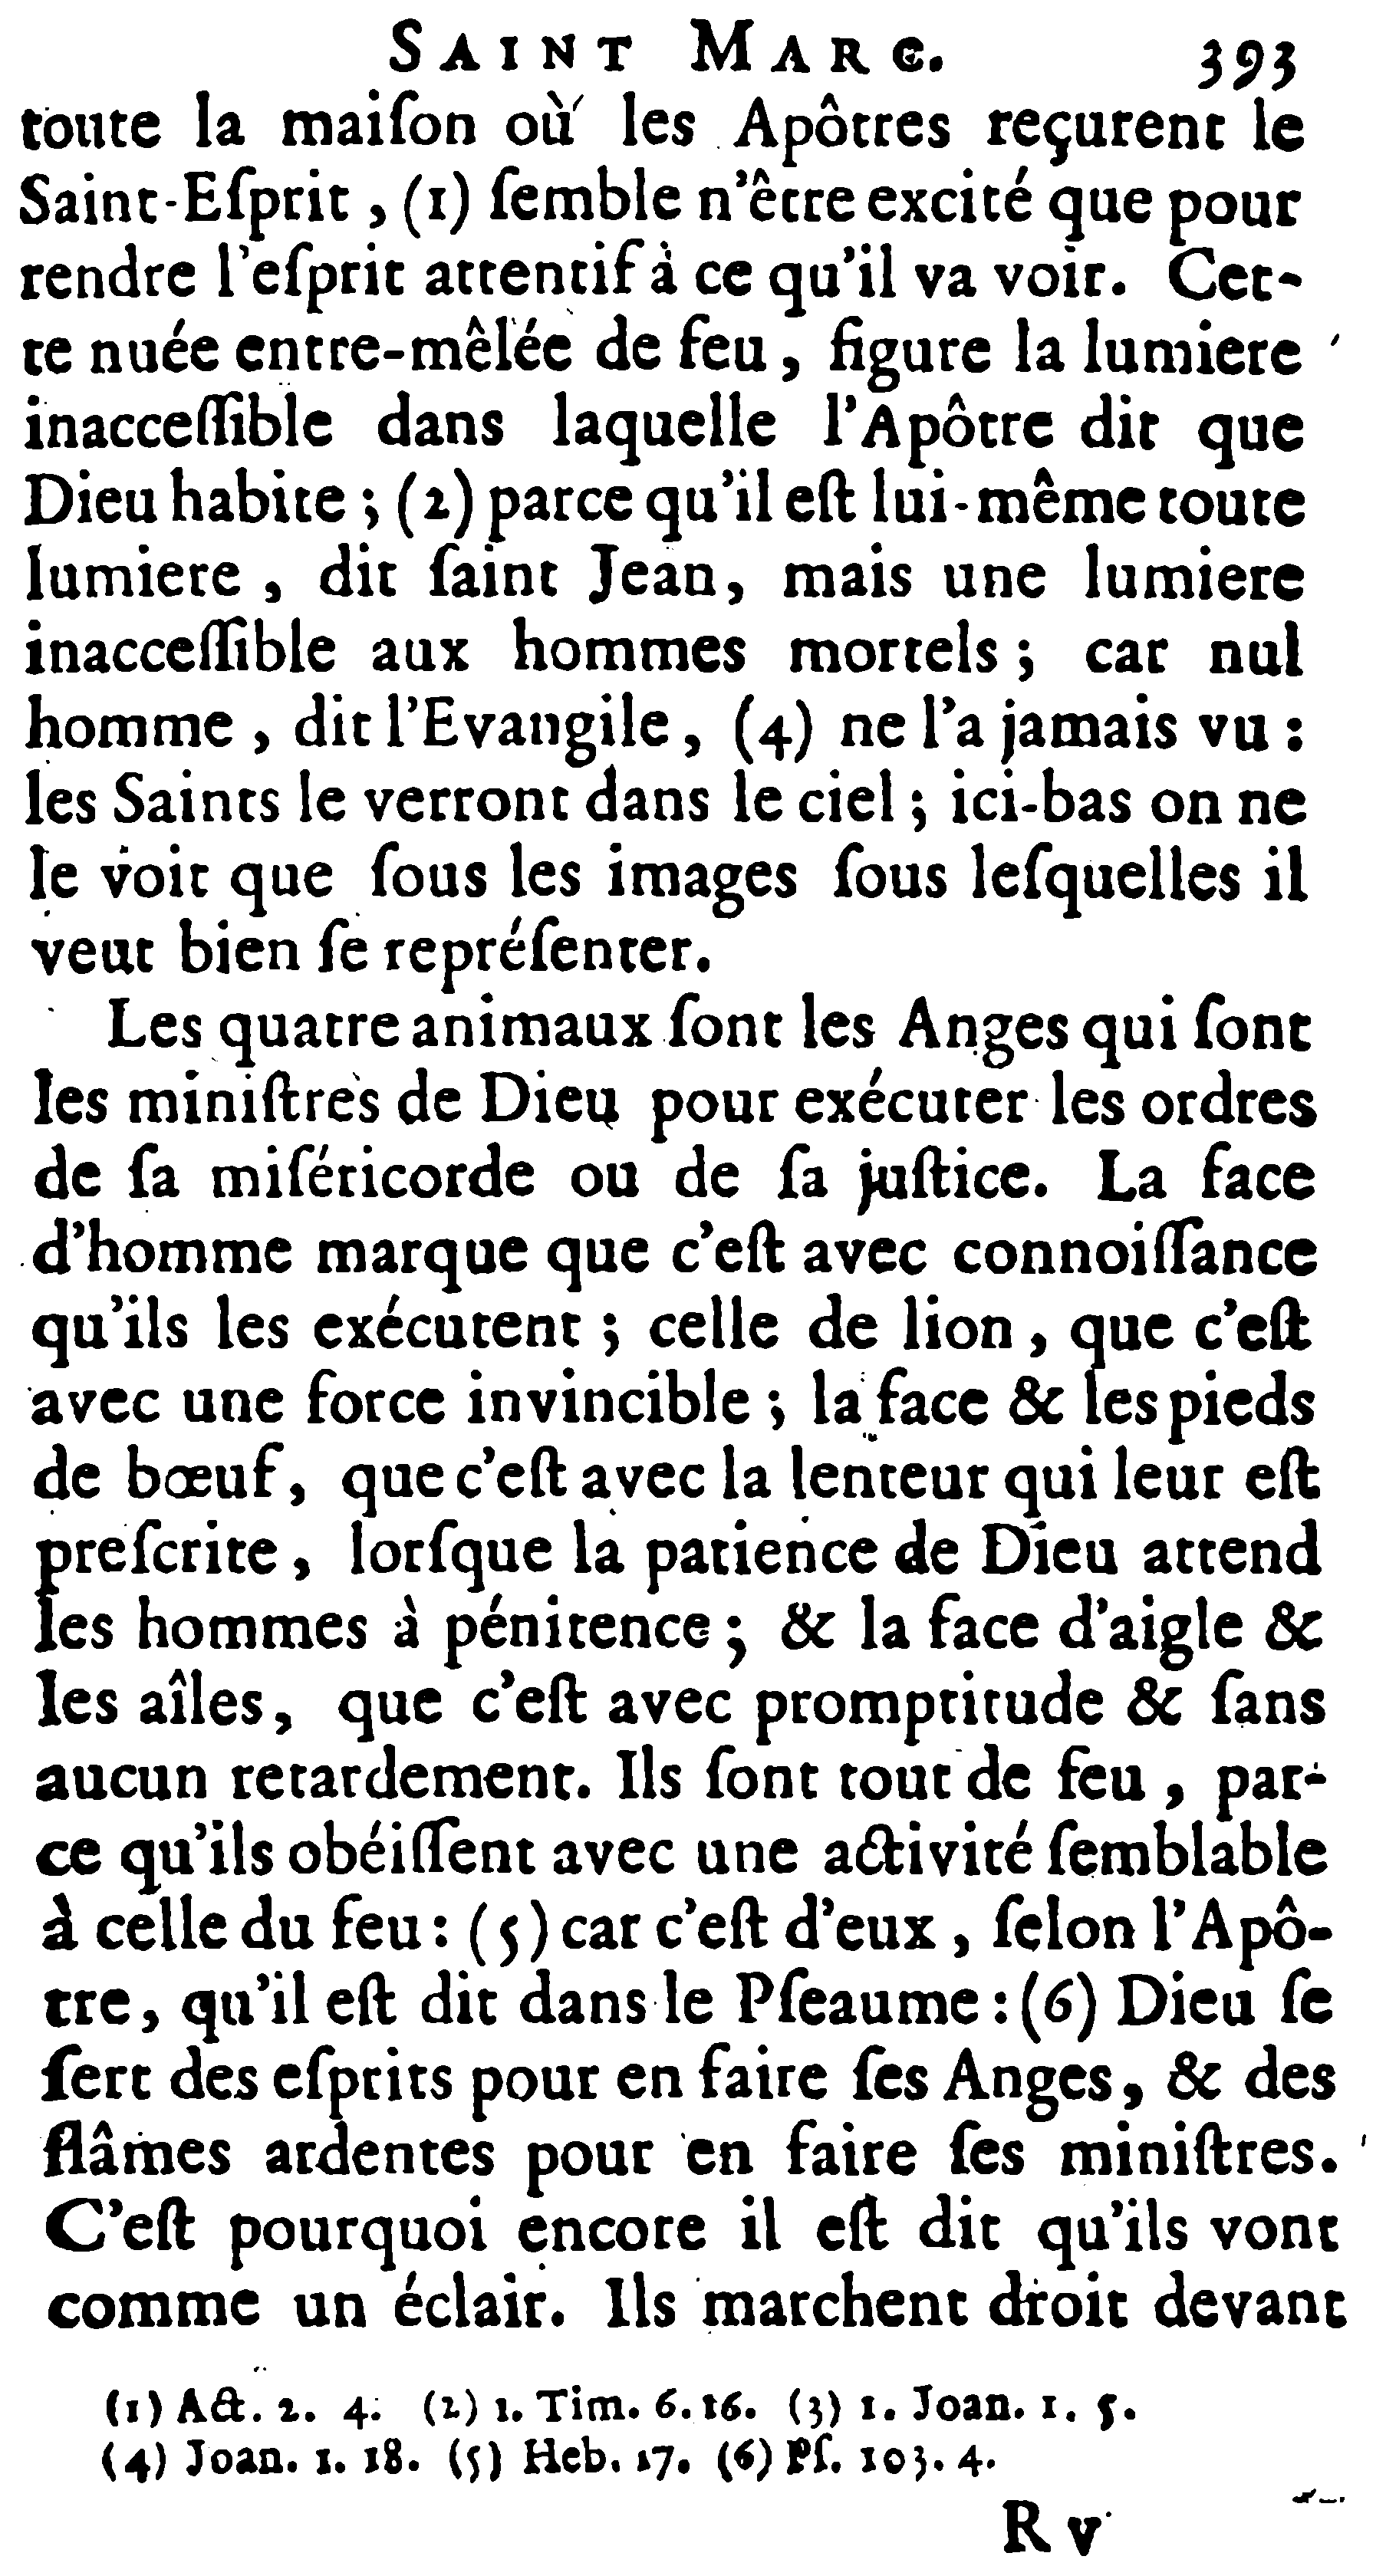 SAINT MARC. 393
toute la maiſon où les Apôtres reçurent le
Saint-Eſprit, (1) ſemble n'être excité que pour
rendre l'eſprit attentif à ce qu'il va voir. Cet-
te nuée entre-mêlée de feu, figure la lumiere
inacceſſible dans laquelle l'Apôtre dit que
Dieu habite; (2) parce qu'il eſt lui-même toute
lumiere, dit ſaint Jean, mais une lumiere
inacceſſible aux hommes mortels; car nul
homme, dit l'Evangile, (4) ne l'a jamais vu:
les Saints le verront dans le ciel; ici-bas on ne
le voit que ſous les images ſous leſquelles il
veut bien ſe repréſenter.
Les quatre animaux ſont les Anges qui ſont
les miniſtres de Dieu pour exécuter les ordres
de ſa miſéricorde ou de ſa juſtice. La face
d'homme marque que c'eſt avec connoiſſance
qu'ils les exécutent; celle de lion, que c'eſt
avec une force invincible; la face & les pieds
de bœuf, que c'eſt avec la lenteur qui leur eſt
preſcrite, lorſque la patience de Dieu attend
les hommes à pénitence; & la face d'aigle &
les aîles, que c'eſt avec promptitude & ſans
aucun retardement. Ils ſont tout de feu, par-
ce qu'ils obéiſſent avec une activité ſemblable
à celle du feu: (5) car c'eſt d'eux, ſelon l'Apô-
tre, qu'il eſt dit dans le Pſeaume: (6) Dieu ſe
ſert des eſprits pour en faire ſes Anges, & des
flâmes ardentes pour en faire ſes miniſtres.
C'eſt pourquoi encore il eſt dit qu'ils vont
comme un éclair. Ils marchent droit devant
(1) Act. 2. 4. (2) 1. Tim. 6. 16. (3) 1. Joan. 1. 5.
(4) Joan. 1. 18. (5) Heb. 17. (6) Pſ. 103. 4.
R v